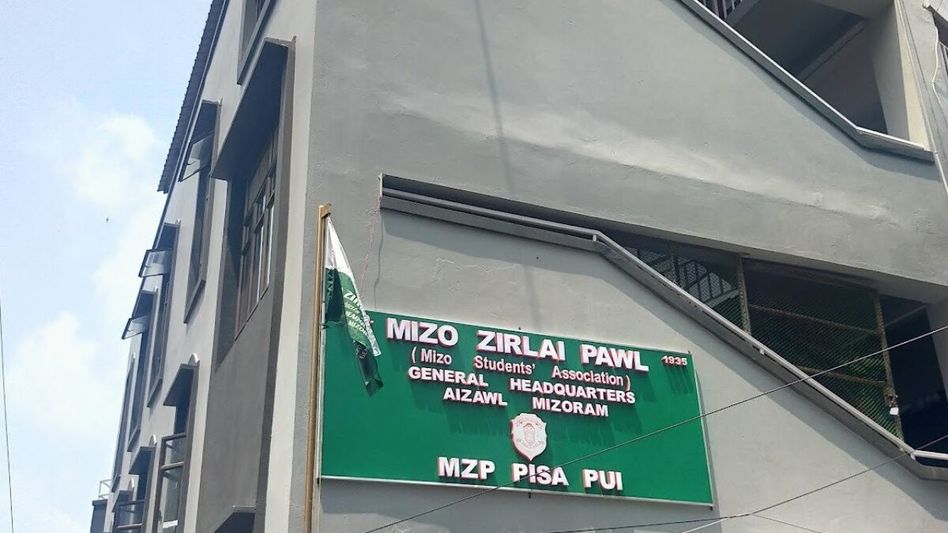 MIZO ZIRLAI PAWL 1935
(Mizo Students' Association)
GENERAL HEADQUARTERS
AIZAWL MIZORAM
MZP PISA PUI